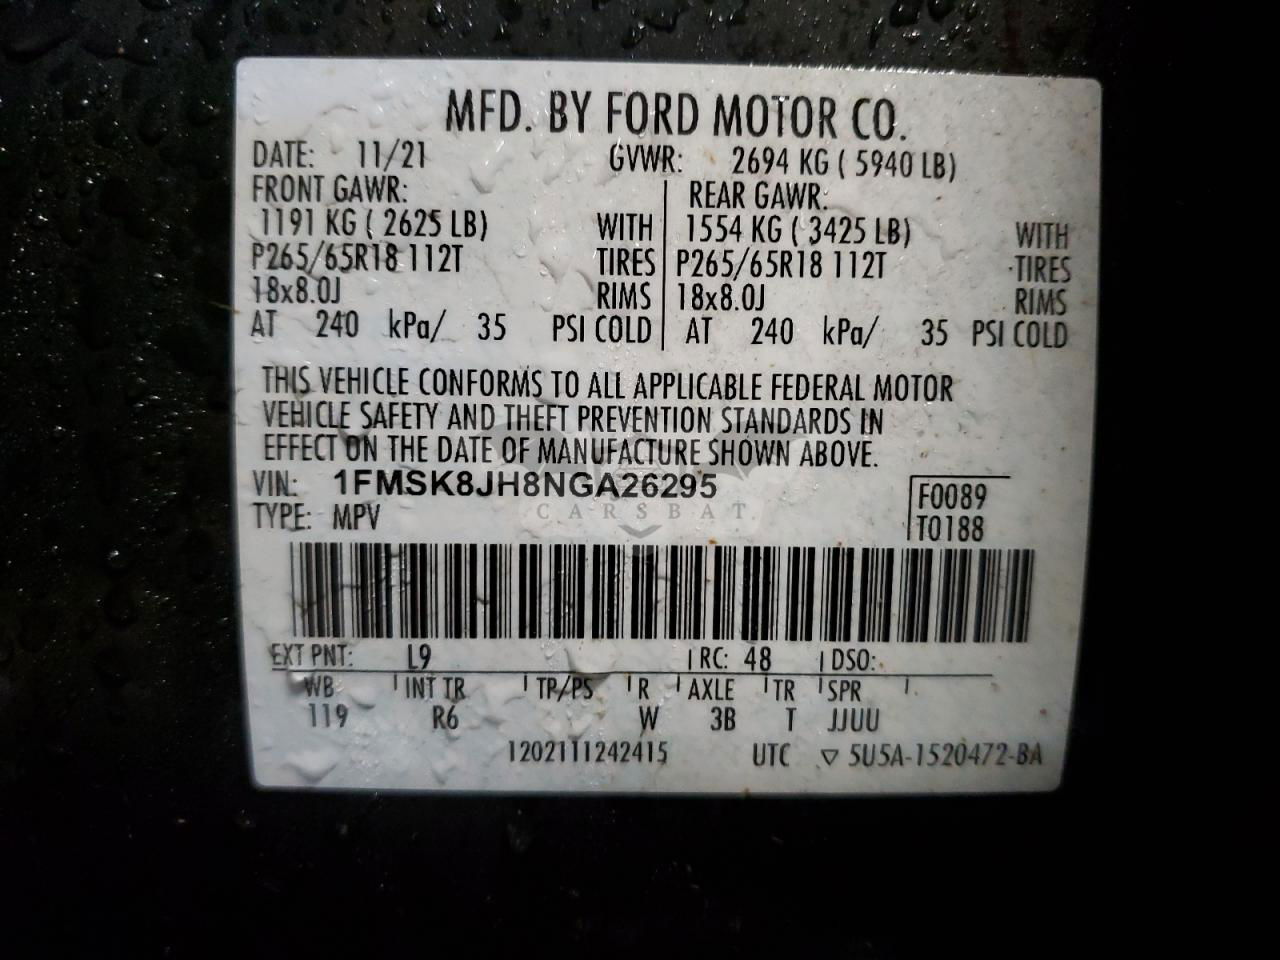 MFD. BY FORD MOTOR CO.
DATE: 11/21 GVWR: 2694 KG ( 5940 LB)
FRONT GAWR: REAR GAWR:
1191 KG ( 2625 LB) WITH 1554 KG ( 3425 LB) WITH
P265/65R18 112T TIRES P265/65R18 112T TIRES
18x8.0J RIMS 18x8.0J RIMS
AT 240 kPa/ 35 PSI COLD AT 240 kPa/ 35 PSI COLD
THIS VEHICLE CONFORMS TO ALL APPLICABLE FEDERAL MOTOR
VEHICLE SAFETY AND THEFT PREVENTION STANDARDS IN
EFFECT ON THE DATE OF MANUFACTURE SHOWN ABOVE.
VIN: 1FMSK8JH8NGA26295 F0089
CARSBAT
TYPE: MPV T0188
EXT PNT: L9 RC: 48 DSO:
WB INT TR TP/PS R AXLE TR SPR
119 R6 W 3B T JJUU
1202111242415 UTC ▽ 5U5A-1520472-BA